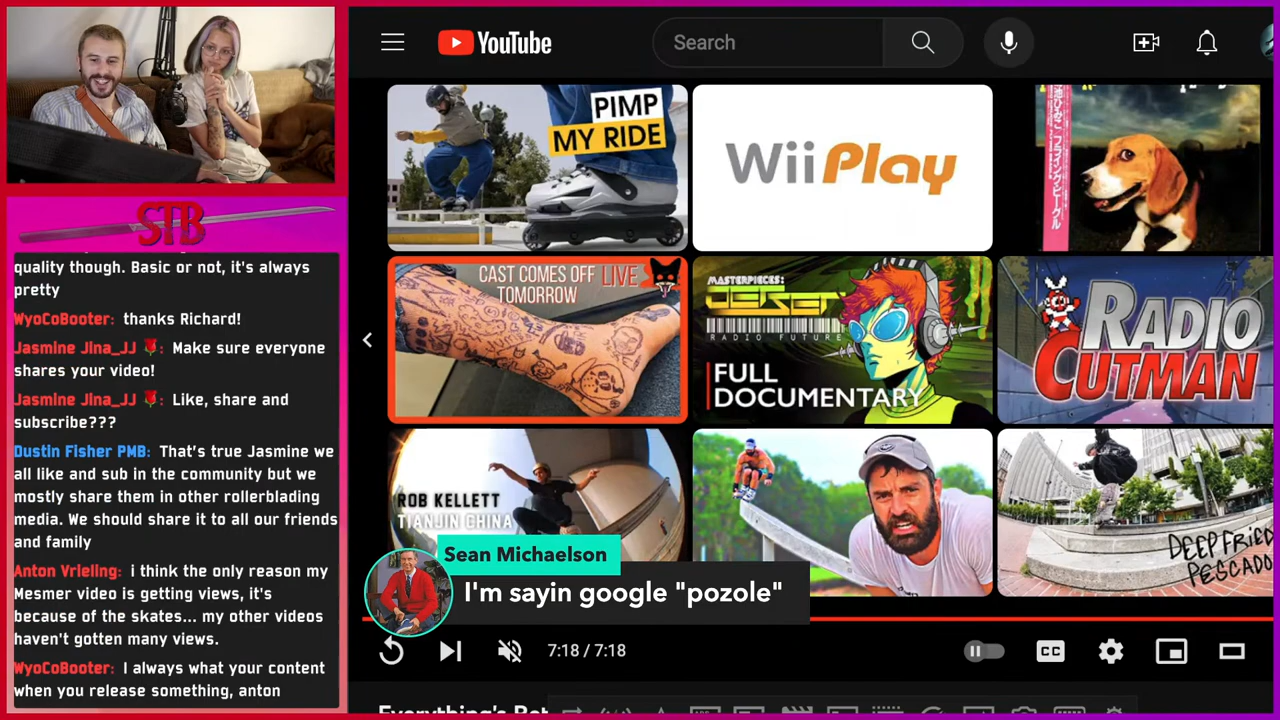 STB
quality though. Basic or not, it's always
pretty
WyoCoBooter: thanks Richard!
Jasmine Jina_JJ 🌹: Make sure everyone
shares your video!
Jasmine Jina_JJ 🌹: Like, share and
subscribe???
Dustin Fisher PMB: That's true Jasmine we
all like and sub in the community but we
mostly share them in other rollerblading
media. We should share it to all our friends
and family
Anton Vrieling: i think the only reason my
Mesmer video is getting views, it's
because of the skates... my other videos
haven't gotten many views.
WyoCoBooter: I always what your content
when you release something, anton
YouTube
Search
PIMP
MY RIDE
Wii Play
CAST COMES OFF LIVE
TOMORROW
MASTERPIECES:
RADIO FUTURE
FULL
DOCUMENTARY
RADIO
CUTMAN
ROB KELLETT
TIANJIN CHINA
DEEP FRIED
PESCADO
Sean Michaelson
I'm sayin google "pozole"
7:18 / 7:18
CC